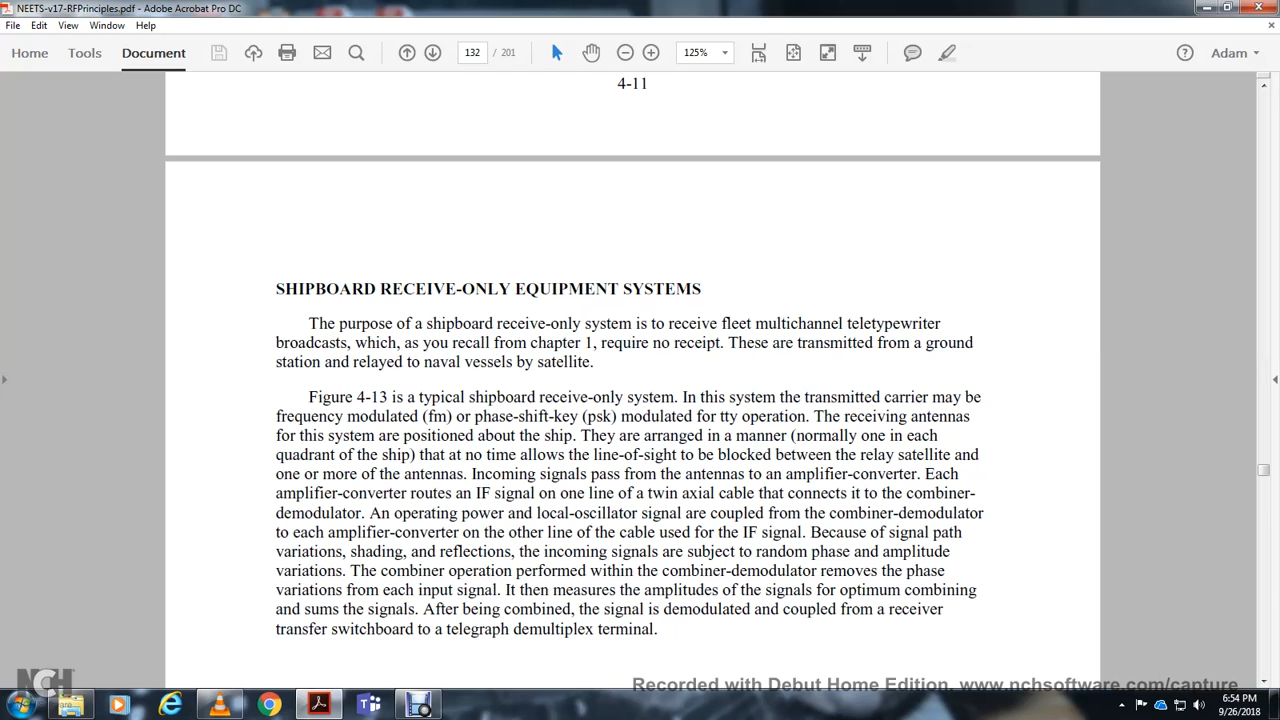 NEETS-v17-RFPrinciples.pdf - Adobe Acrobat Pro DC
File Edit View Window Help
Home Tools Document 132 / 201 125% Adam
4-11
SHIPBOARD RECEIVE-ONLY EQUIPMENT SYSTEMS
The purpose of a shipboard receive-only system is to receive fleet multichannel teletypewriter
broadcasts, which, as you recall from chapter 1, require no receipt. These are transmitted from a ground
station and relayed to naval vessels by satellite.
Figure 4-13 is a typical shipboard receive-only system. In this system the transmitted carrier may be
frequency modulated (fm) or phase-shift-key (psk) modulated for tty operation. The receiving antennas
for this system are positioned about the ship. They are arranged in a manner (normally one in each
quadrant of the ship) that at no time allows the line-of-sight to be blocked between the relay satellite and
one or more of the antennas. Incoming signals pass from the antennas to an amplifier-converter. Each
amplifier-converter routes an IF signal on one line of a twin axial cable that connects it to the combiner-
demodulator. An operating power and local-oscillator signal are coupled from the combiner-demodulator
to each amplifier-converter on the other line of the cable used for the IF signal. Because of signal path
variations, shading, and reflections, the incoming signals are subject to random phase and amplitude
variations. The combiner operation performed within the combiner-demodulator removes the phase
variations from each input signal. It then measures the amplitudes of the signals for optimum combining
and sums the signals. After being combined, the signal is demodulated and coupled from a receiver
transfer switchboard to a telegraph demultiplex terminal.
NCH
Recorded with Debut Home Edition. www.nchsoftware.com/capture
6:54 PM
9/26/2018